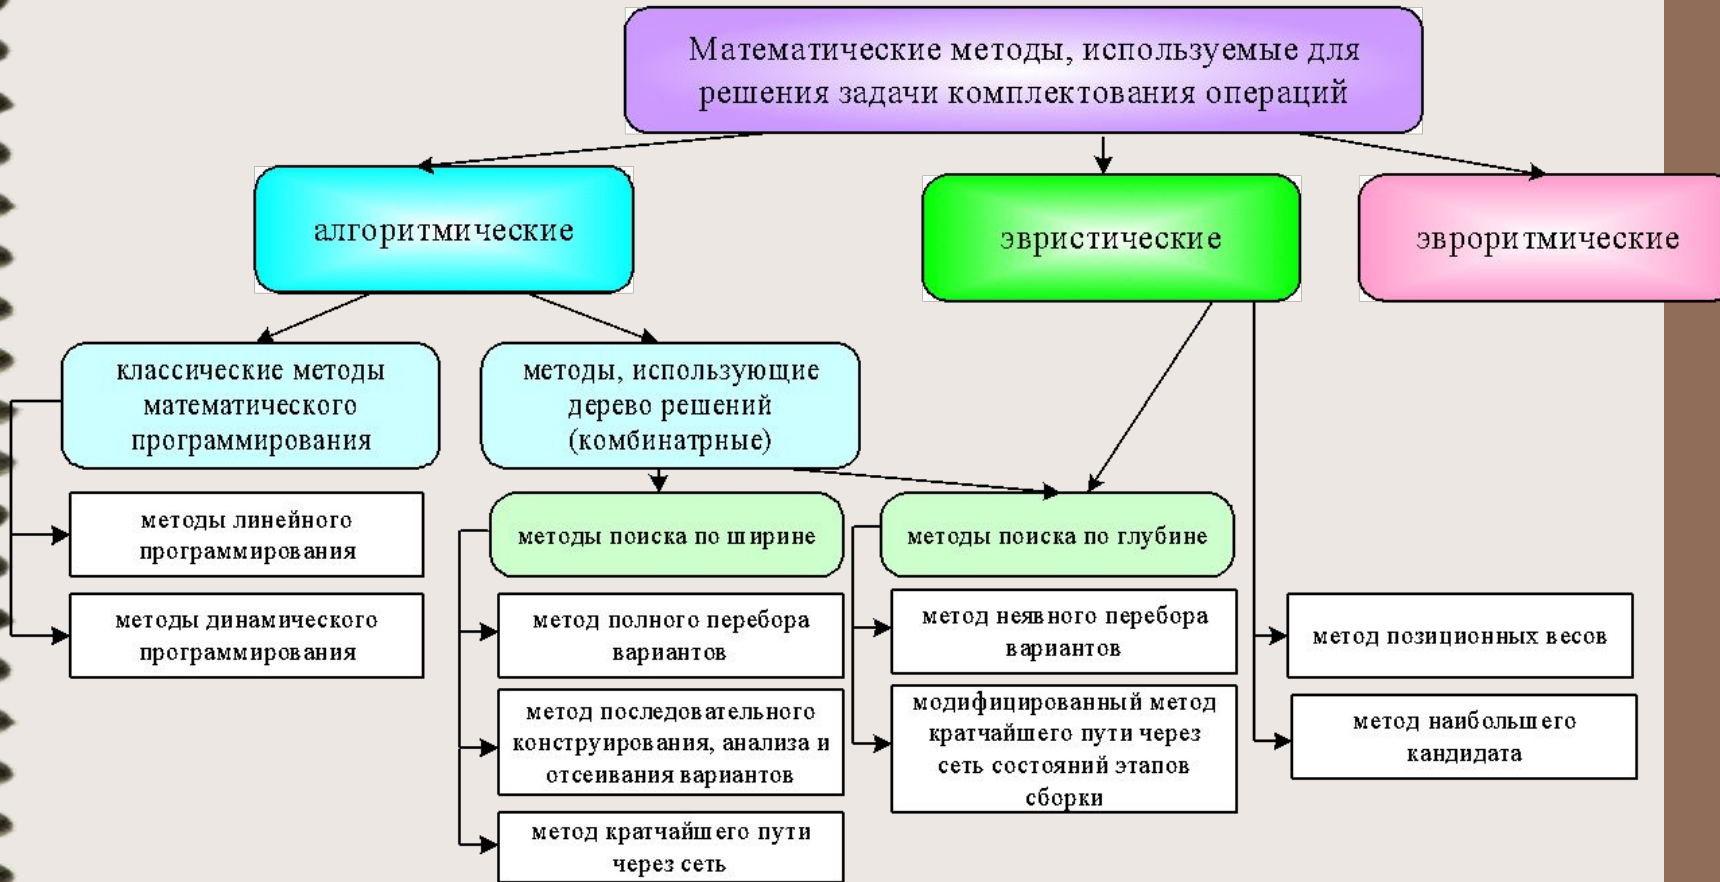 Математические методы, используемые для
решения задачи комплектования операций
алгоритмические
эвристические
эвроритмические
классические методы
математического
программирования
методы, использующие
дерево решений
(комбинатрные)
методы линейного
программирования
методы динамического
программирования
методы поиска по ширине
метод полного перебора
вариантов
метод последовательного
конструирования, анализа и
отсеивания вариантов
метод кратчайшего пути
через сеть
методы поиска по глубине
метод неявного перебора
вариантов
модифицированный метод
кратчайшего пути через
сеть состояний этапов
сборки
метод позиционных весов
метод наибольшего
кандидата